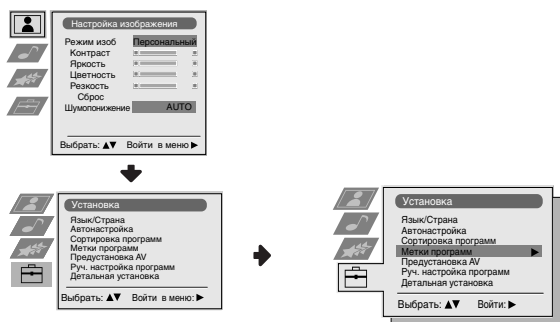 Настройка изображения
Режим изоб Персональный
Контраст
Яркость
Цветность
Резкость
Сброс
Шумопонижение AUTO
Выбрать: ▲▼ Войти в меню ▶
Установка
Язык/Страна
Автонастройка
Сортировка программ
Метки программ
Предустановка AV
Руч. настройка программ
Детальная установка
Выбрать: ▲▼ Войти в меню: ▶
Установка
Язык/Страна
Автонастройка
Сортировка программ
Метки программ ▶
Предустановка AV
Руч. настройка программ
Детальная установка
Выбрать: ▲▼ Войти: ▶